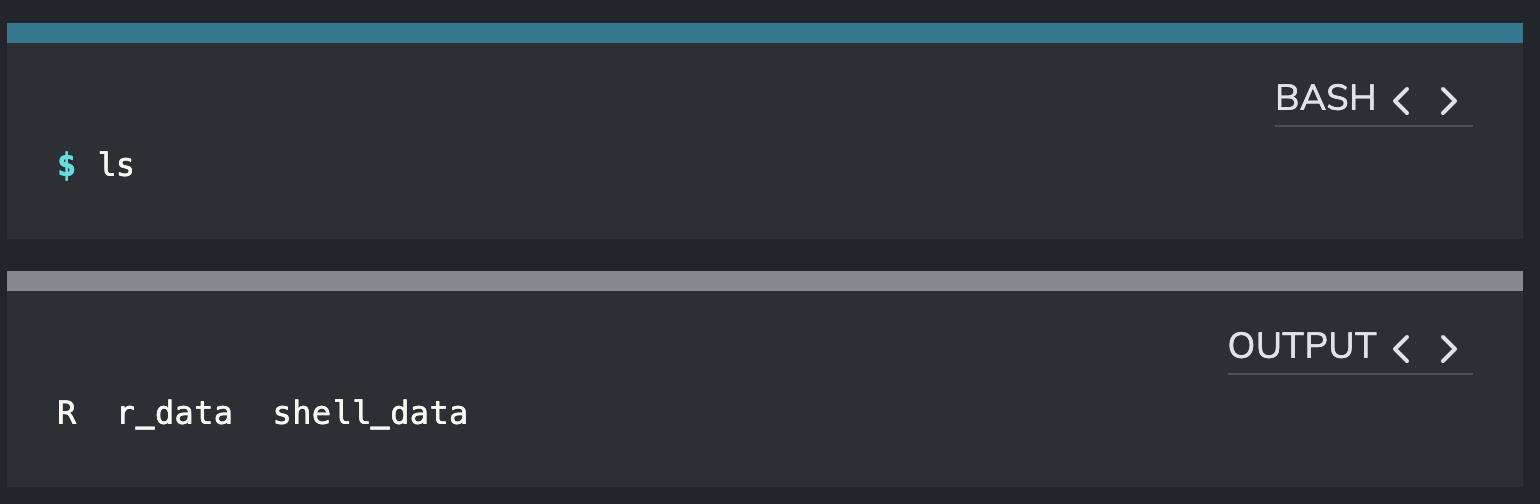 BASH < >
$ ls
OUTPUT < >
R  r_data  shell_data